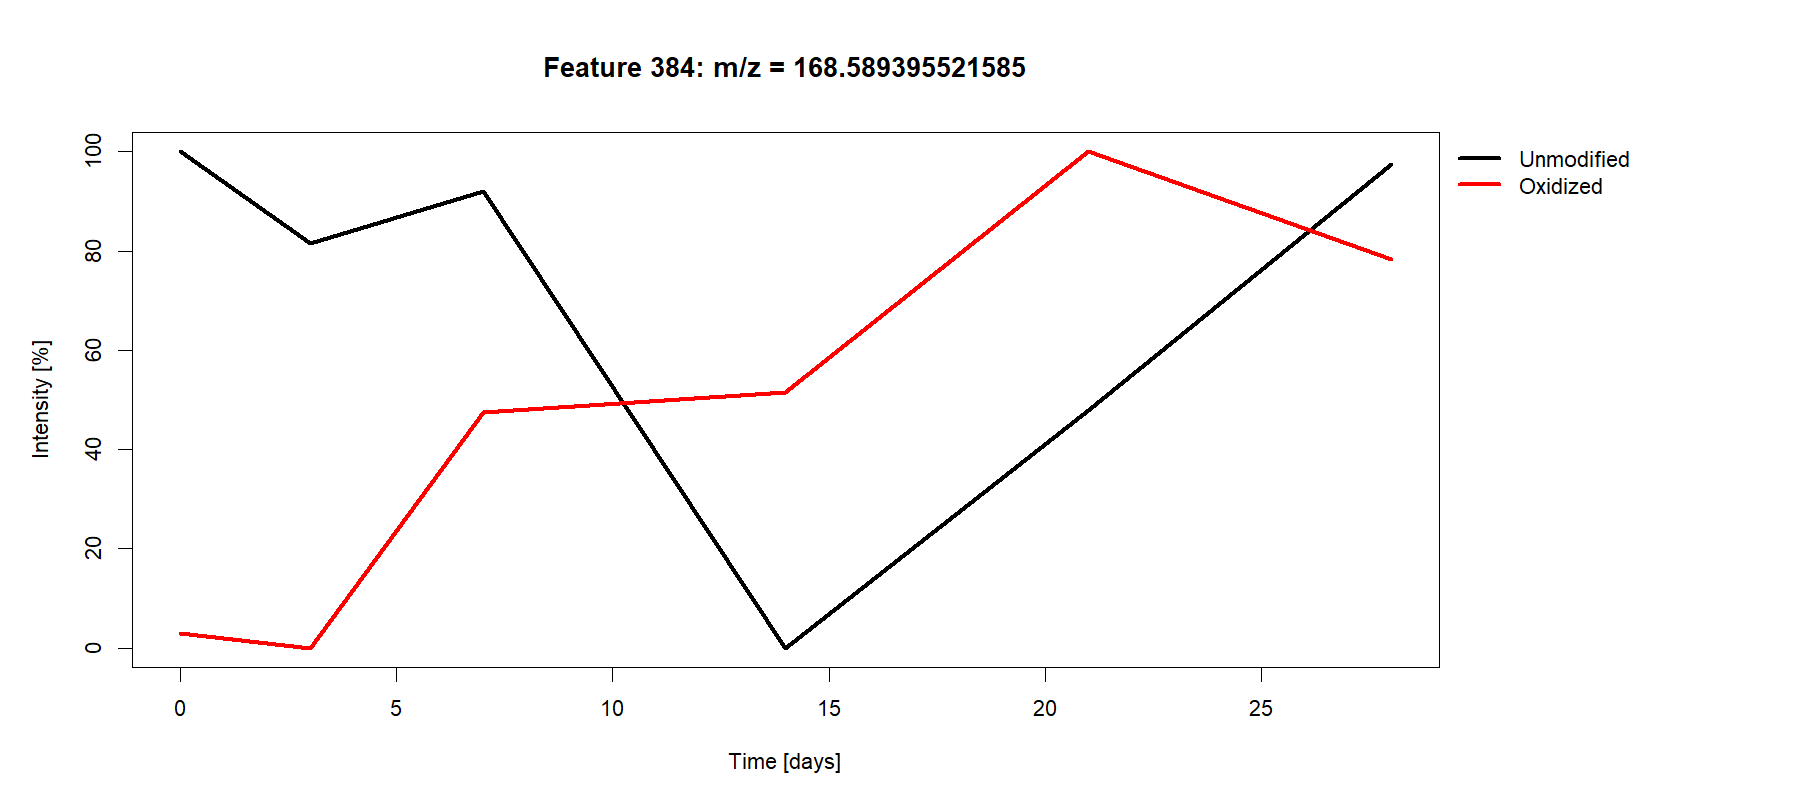 Feature 384: m/z = 168.589395521585
Unmodified
Oxidized
Intensity [%]
100
80
60
40
20
0
0 5 10 15 20 25
Time [days]